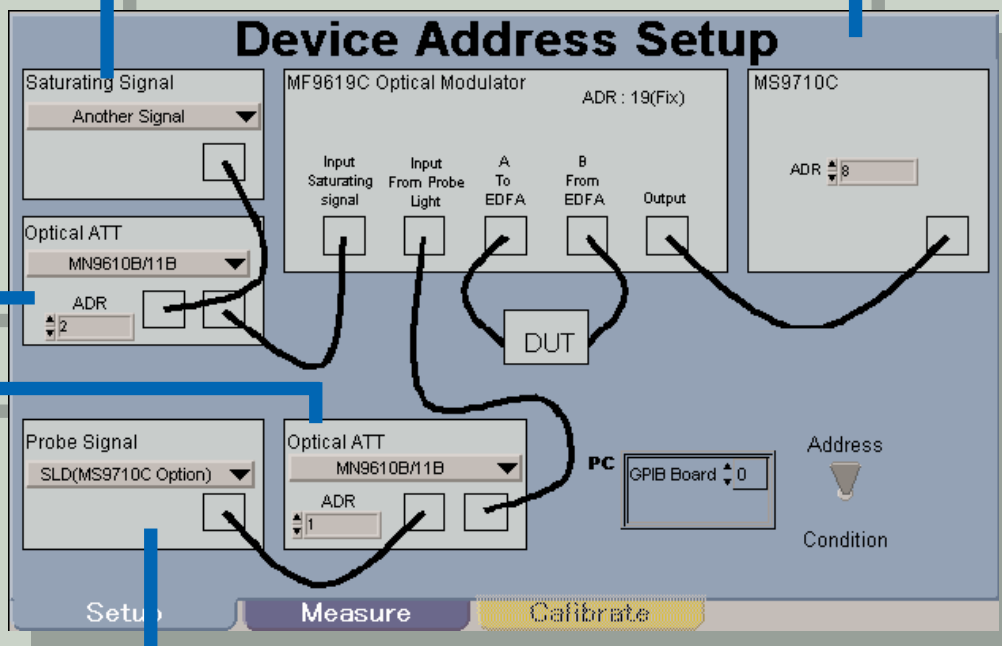 Device Address Setup
Saturating Signal
Another Signal
MF9619C Optical Modulator
ADR : 19(Fix)
Input
Saturating
signal
Input
From Probe
Light
A
To
EDFA
B
From
EDFA
Output
MS9710C
ADR 8
Optical ATT
MN9610B/11B
ADR
2
DUT
Probe Signal
SLD(MS9710C Option)
Optical ATT
MN9610B/11B
ADR
1
PC
GPIB Board 0
Address
Condition
Setup
Measure
Calibrate